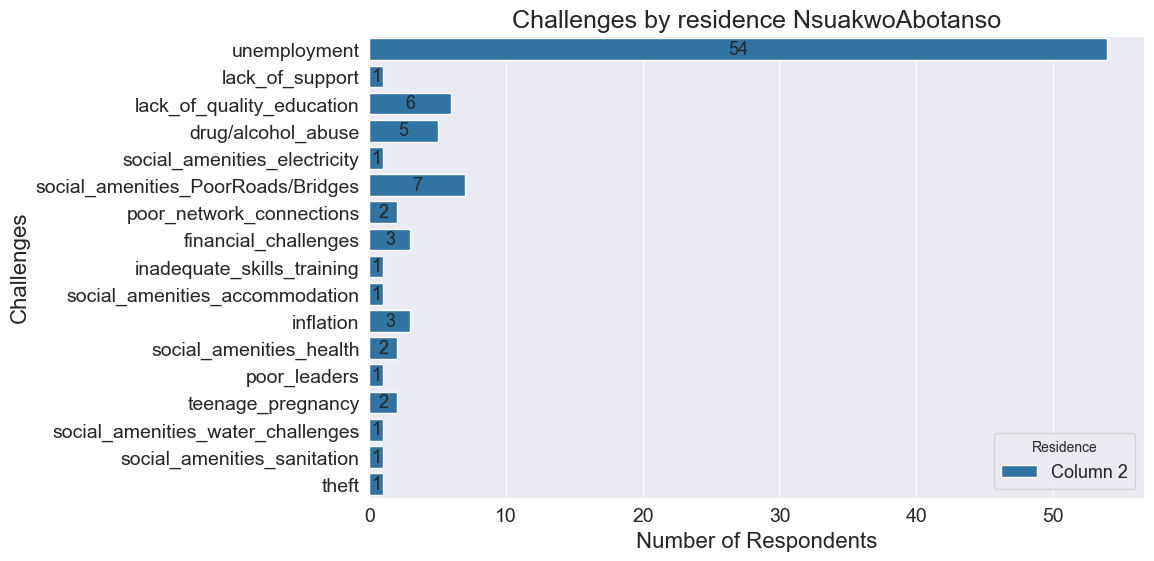 Challenges by residence NsuakwoAbotanso
Challenges
unemployment 54
lack_of_support 1
lack_of_quality_education 6
drug/alcohol_abuse 5
social_amenities_electricity 1
social_amenities_PoorRoads/Bridges 7
poor_network_connections 2
financial_challenges 3
inadequate_skills_training 1
social_amenities_accommodation 1
inflation 3
social_amenities_health 2
poor_leaders 1
teenage_pregnancy 2
social_amenities_water_challenges 1
social_amenities_sanitation 1
theft 1
Residence
Column 2
0 10 20 30 40 50
Number of Respondents